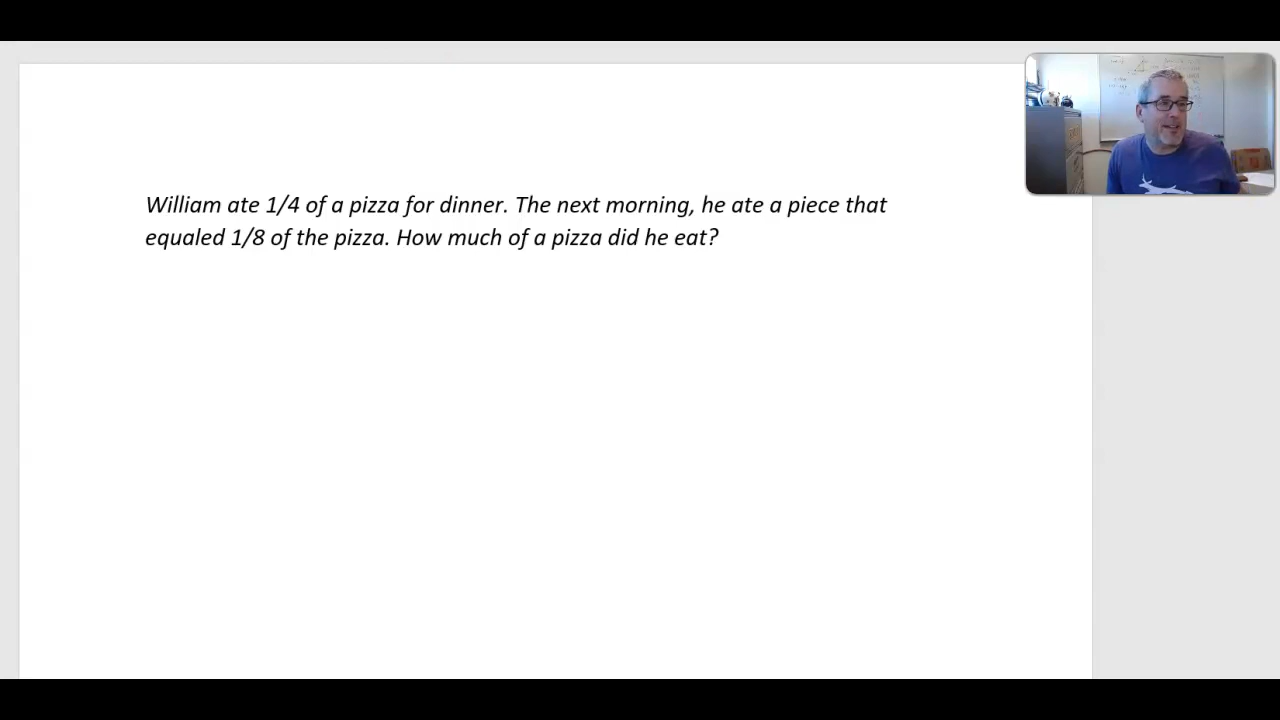 William ate 1/4 of a pizza for dinner. The next morning, he ate a piece that
equaled 1/8 of the pizza. How much of a pizza did he eat?